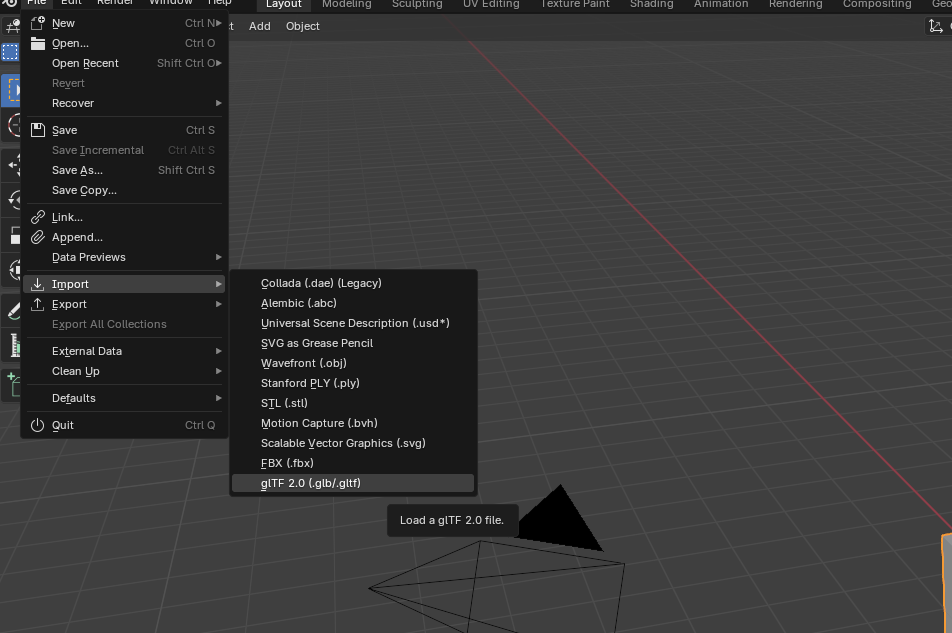 File Edit Render Window Help Layout Modeling Sculpting UV Editing Texture Paint Shading Animation Rendering Compositing Geo
t Add Object
New Ctrl N
Open... Ctrl O
Open Recent Shift Ctrl O
Revert
Recover
Save Ctrl S
Save Incremental Ctrl Alt S
Save As... Shift Ctrl S
Save Copy...
Link...
Append...
Data Previews
Import
Export
Export All Collections
External Data
Clean Up
Defaults
Quit Ctrl Q
Collada (.dae) (Legacy)
Alembic (.abc)
Universal Scene Description (.usd*)
SVG as Grease Pencil
Wavefront (.obj)
Stanford PLY (.ply)
STL (.stl)
Motion Capture (.bvh)
Scalable Vector Graphics (.svg)
FBX (.fbx)
glTF 2.0 (.glb/.gltf)
Load a glTF 2.0 file.